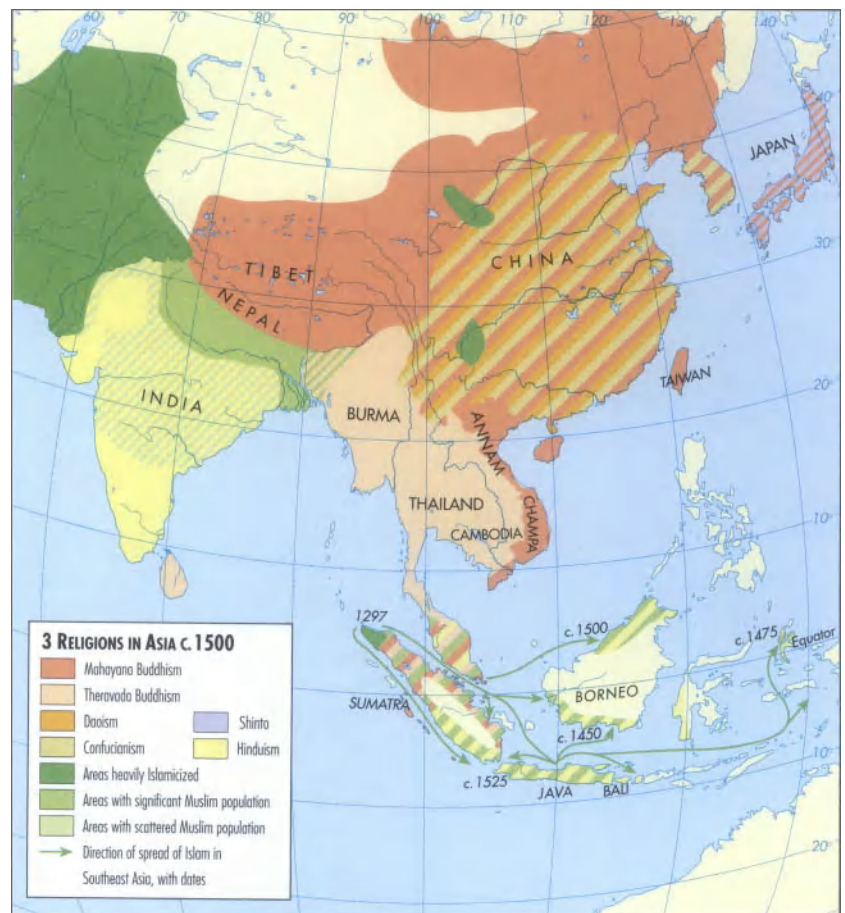 60°
70°
80°
90°
100°
110°
120°
130°
140°
40°
JAPAN
30°
CHINA
TIBET
NEPAL
TAIWAN
20°
INDIA
BURMA
ANNAM
THAILAND
CHAMPA
CAMBODIA
10°
1297
c.1500
c.1475
Equator
0°
BORNEO
SUMATRA
c.1450
c.1525
JAVA
BALI
10°
20°
3 RELIGIONS IN ASIA C.1500
Mahayana Buddhism
Theravada Buddhism
Daoism
Shinto
Confucianism
Hinduism
Areas heavily Islamicized
Areas with significant Muslim population
Areas with scattered Muslim population
Direction of spread of Islam in
Southeast Asia, with dates